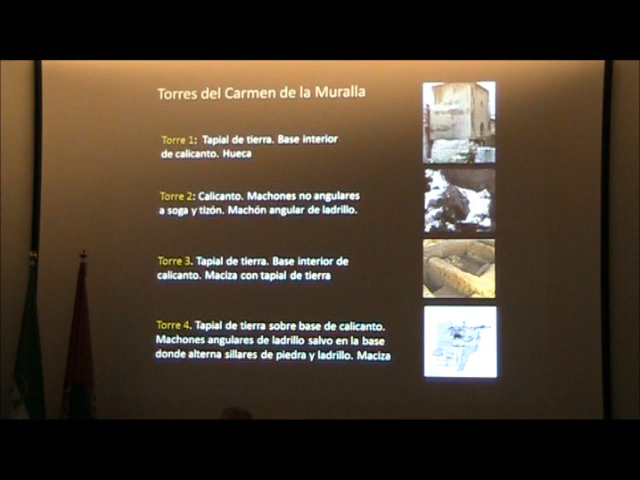 Torres del Carmen de la Muralla
Torre 1: Tapial de tierra. Base interior
de calicanto. Hueca
Torre 2: Calicanto. Machones no angulares
a soga y tizón. Machón angular de ladrillo.
Torre 3. Tapial de tierra. Base interior de
calicanto. Maciza con tapial de tierra
Torre 4. Tapial de tierra sobre base de calicanto.
Machones angulares de ladrillo salvo en la base
donde alterna sillares de piedra y ladrillo. Maciza